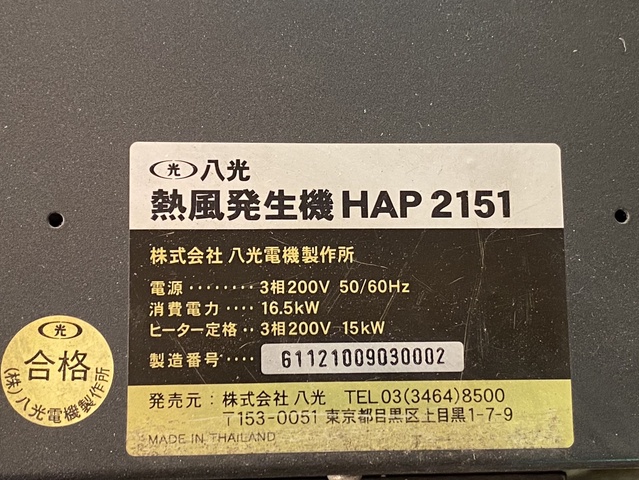 光 八光
熱風発生機 HAP 2151
株式会社 八光電機製作所
電源・・・・・・・・3相200V 50/60Hz
消費電力・・・・16.5kW
ヒーター定格・・3相200V 15kW
製造番号・・・・ 61121009030002
発売元：株式会社 八光 TEL 03(3464)8500
〒153-0051 東京都目黒区上目黒1-7-9
MADE IN THAILAND
光
合格
(株)八光電機製作所